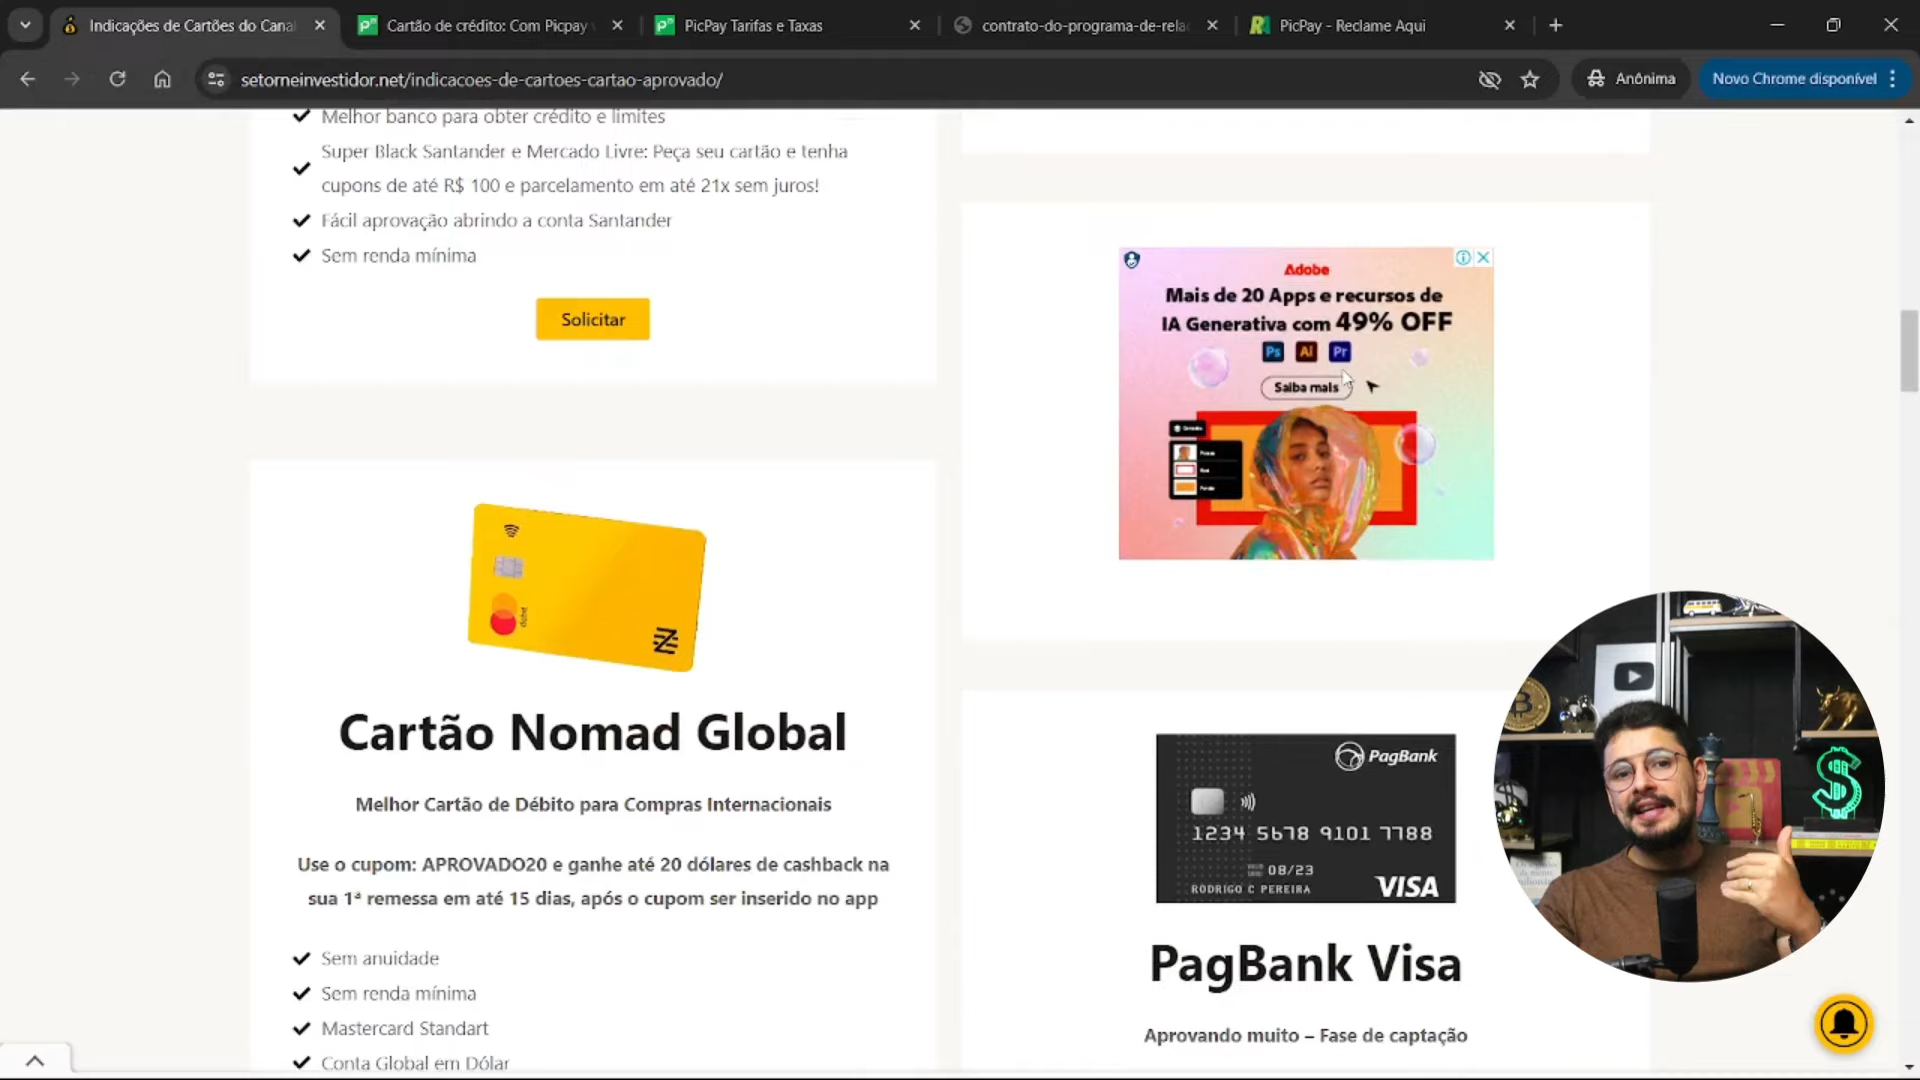 Indicações de Cartões do Cana
Cartão de crédito: Com Picpay
PicPay Tarifas e Taxas
contrato-do-programa-de-rela
PicPay - Reclame Aqui
setorneinvestidor.net/indicacoes-de-cartoes-cartao-aprovado/
Anônima
Novo Chrome disponível
Melhor banco para obter crédito e limites
Super Black Santander e Mercado Livre: Peça seu cartão e tenha
cupons de até R$ 100 e parcelamento em até 21x sem juros!
Fácil aprovação abrindo a conta Santander
Sem renda mínima
Solicitar
Adobe
Mais de 20 Apps e recursos de
IA Generativa com 49% OFF
Ps Ai Pr
Saiba mais
debit
Cartão Nomad Global
Melhor Cartão de Débito para Compras Internacionais
Use o cupom: APROVADO20 e ganhe até 20 dólares de cashback na
sua 1ª remessa em até 15 dias, após o cupom ser inserido no app
Sem anuidade
Sem renda mínima
Mastercard Standart
Conta Global em Dólar
PagBank
1234 5678 9101 7788
08/23
RODRIGO C PEREIRA
VISA
PagBank Visa
Aprovando muito – Fase de captação